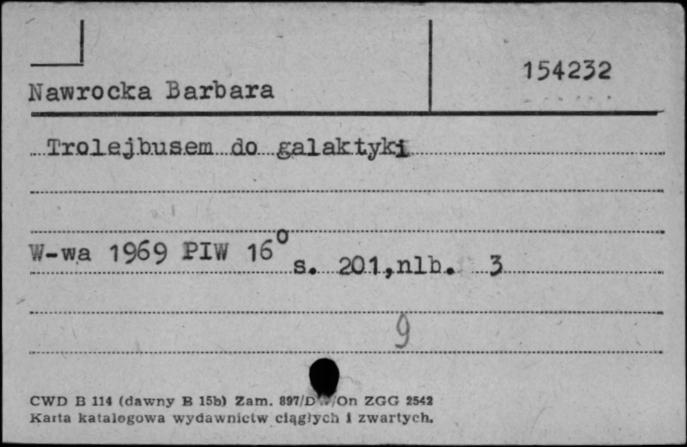 154232
Nawrocka Barbara
Trolejbusem do galaktyki
W-wa 1969 PIW 16⁰ s. 201,nlb. 3
9
CWD B 114 (dawny B 15b) Zam. 897/D /On ZGG 2542
Karta katalogowa wydawnictw ciągłych i zwartych.